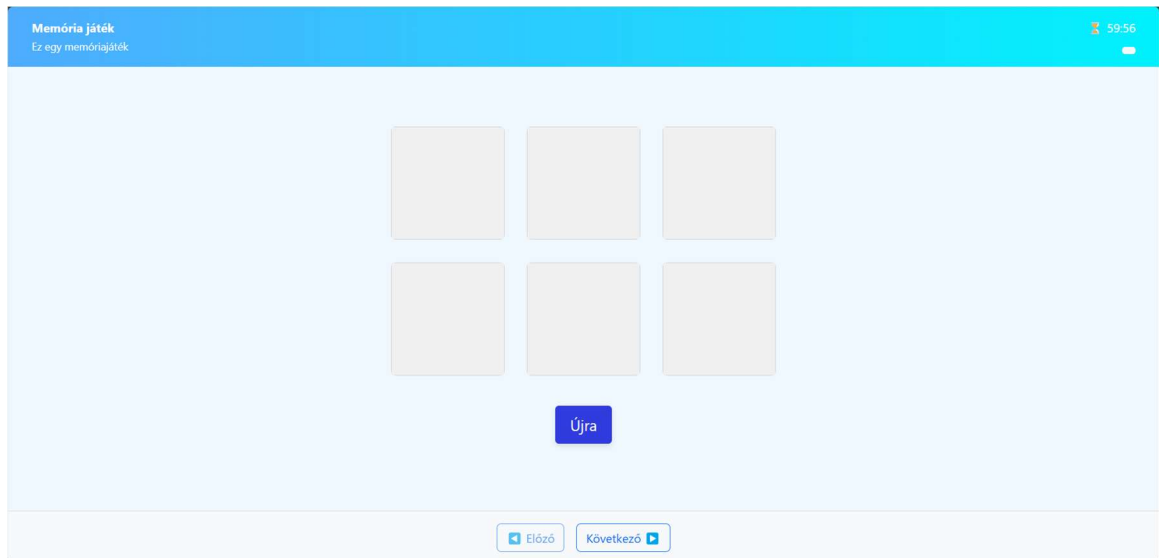 Memória játék
Ez egy memóriajáték
⏳ 59:56
Újra
◀ Előző
Következő ▶